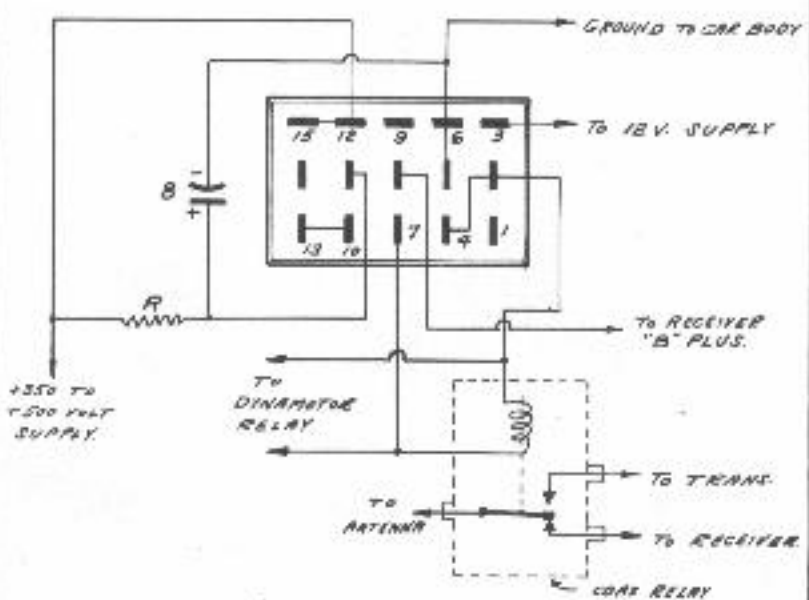 GROUND TO CAR BODY
15 12 9 6 3
TO 12 V. SUPPLY
B
-
+
13 10 7 4 1
R
TO RECEIVER
"B" PLUS.
+350 TO
+500 VOLT
SUPPLY.
TO
DYNAMOTOR
RELAY
TO TRANS.
TO
ANTENNA
TO RECEIVER.
COAX RELAY